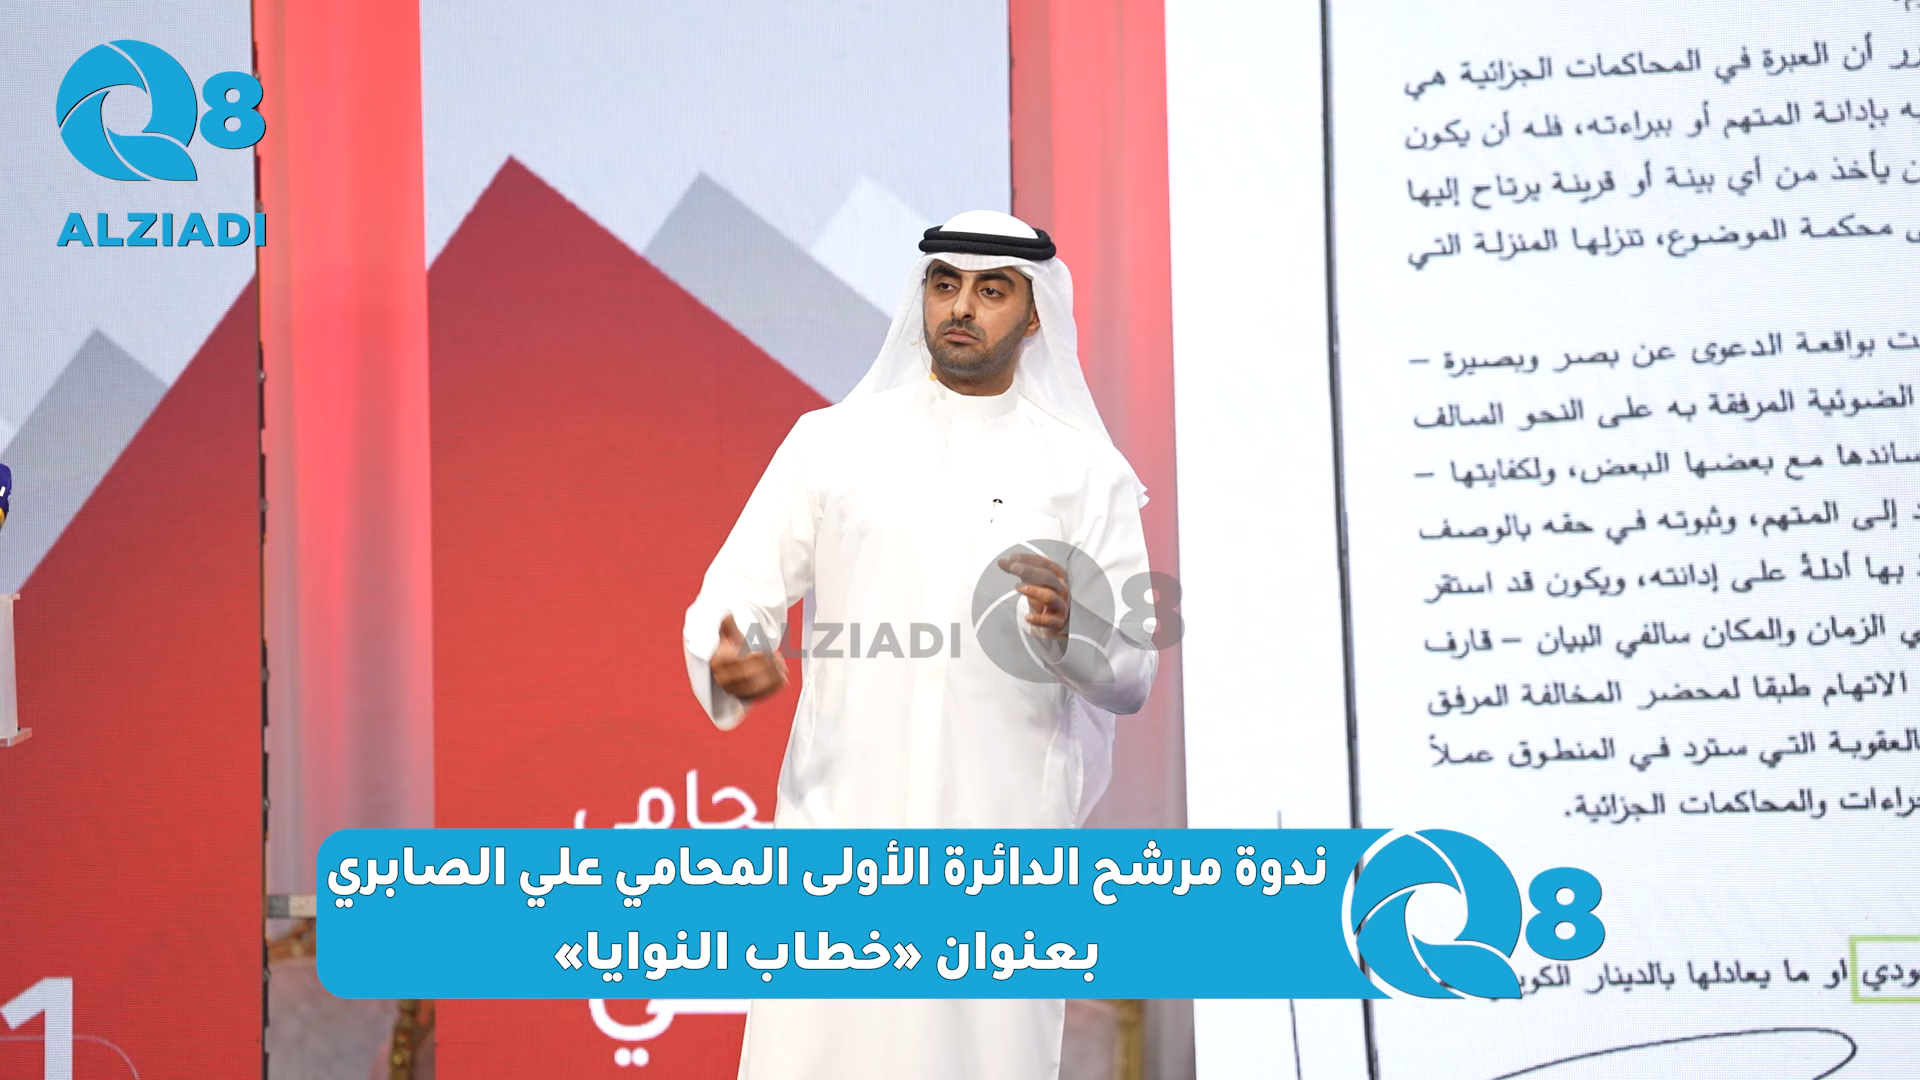 Q8
ALZIADI
أن العبرة في المحاكمات الجزائية هي
بإدانة المتهم أو ببراءته، فله أن يكون
يأخذ من أي بينة أو قرينة يرتاح إليها
محكمة الموضوع، تنزلها المنزلة التي
بواقعة الدعوى عن بصر وبصيرة –
الضوئية المرفقة به على النحو السالف
مع بعضها البعض، ولكفايتها –
إلى المتهم، وثبوته في حقه بالوصف
بها أدلة على إدانته، ويكون قد استقر
الزمان والمكان سالفي البيان – قارف
الاتهام طبقا لمحضر المخالفة المرفق
التي سترد في المنطوق عملاً
والمحاكمات الجزائية.
او ما يعادلها بالدينار
ALZIADI Q8
ندوة مرشح الدائرة الأولى المحامي علي الصابري
بعنوان «خطاب النوايا»
Q8
1